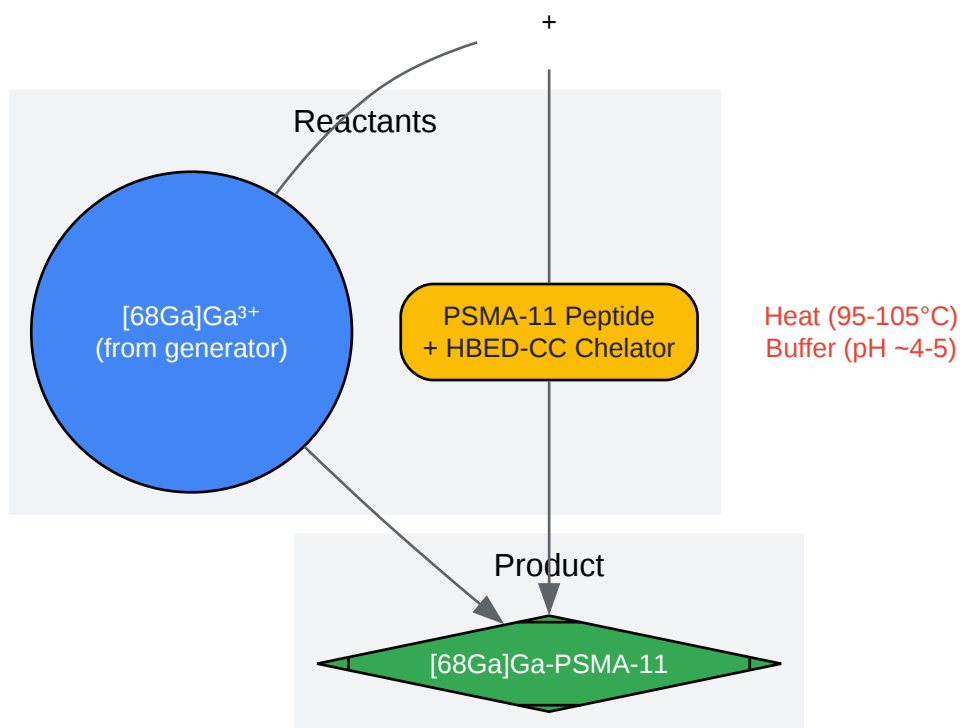 +
Reactants
[68Ga]Ga³⁺
(from generator)
PSMA-11 Peptide
+ HBED-CC Chelator
Heat (95-105°C)
Buffer (pH ~4-5)
Product
[68Ga]Ga-PSMA-11